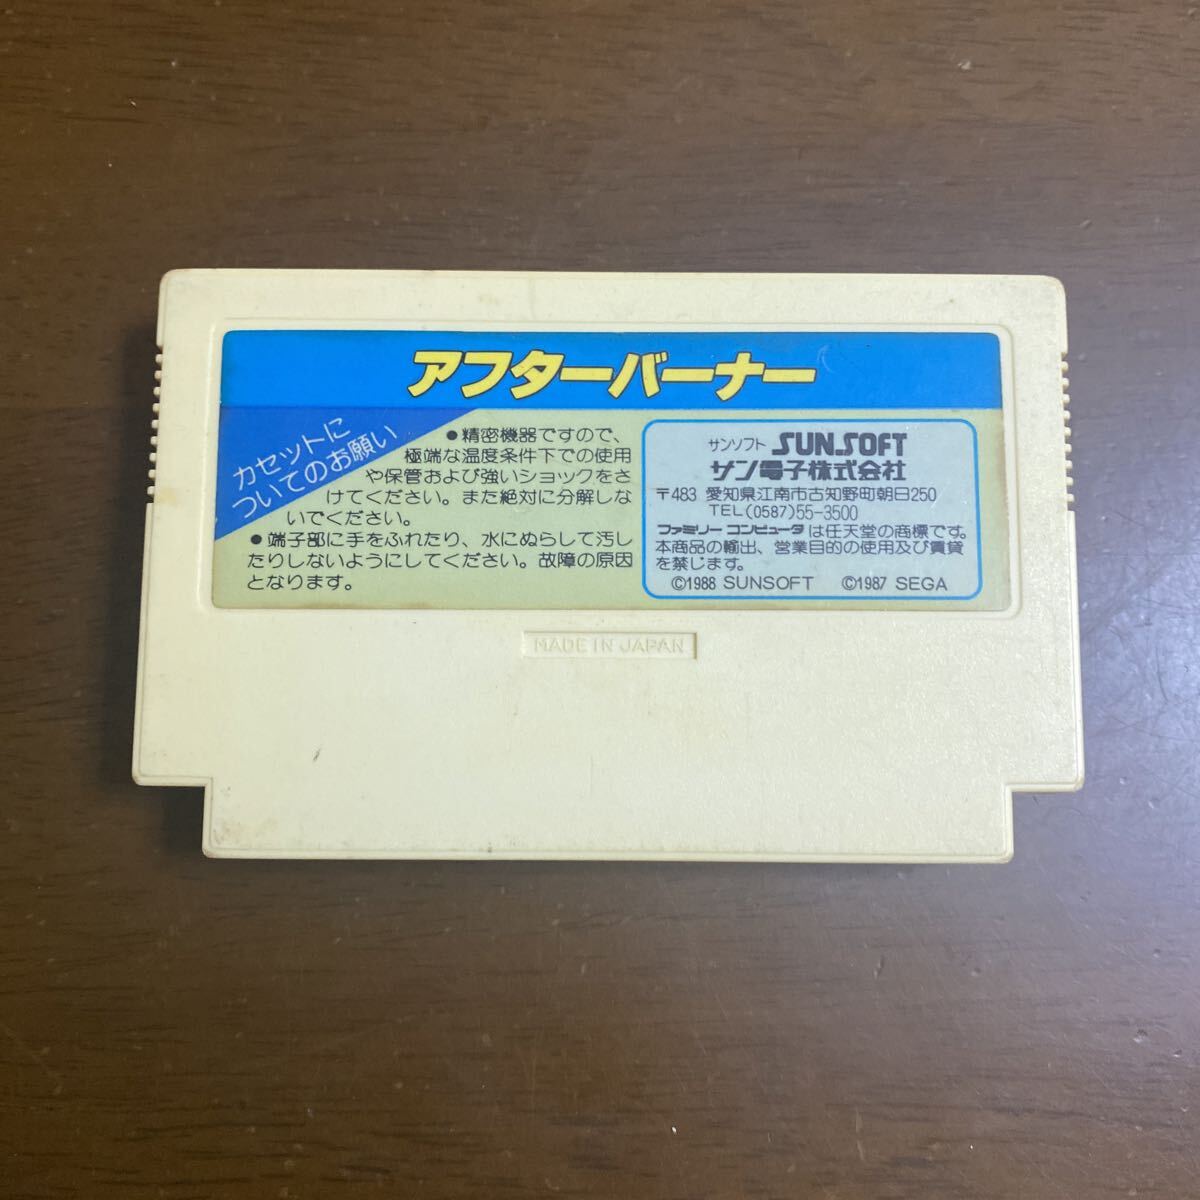 アフターバーナー
カセットに
ついてのお願い
●精密機器ですので、
極端な温度条件下での使用
や保管および強いショックをさ
けてください。また絶対に分解しな
いでください。
●端子部に手をふれたり、水にぬらして汚し
たりしないようにしてください。故障の原因
となります。
サンソフト SUNSOFT
サン電子株式会社
〒483 愛知県江南市古知野町朝日250
TEL(0587)55-3500
ファミリー コンピュータ は任天堂の商標です。
本商品の輸出、営業目的の使用及び賃貸
を禁じます。
©1988 SUNSOFT ©1987 SEGA
MADE IN JAPAN